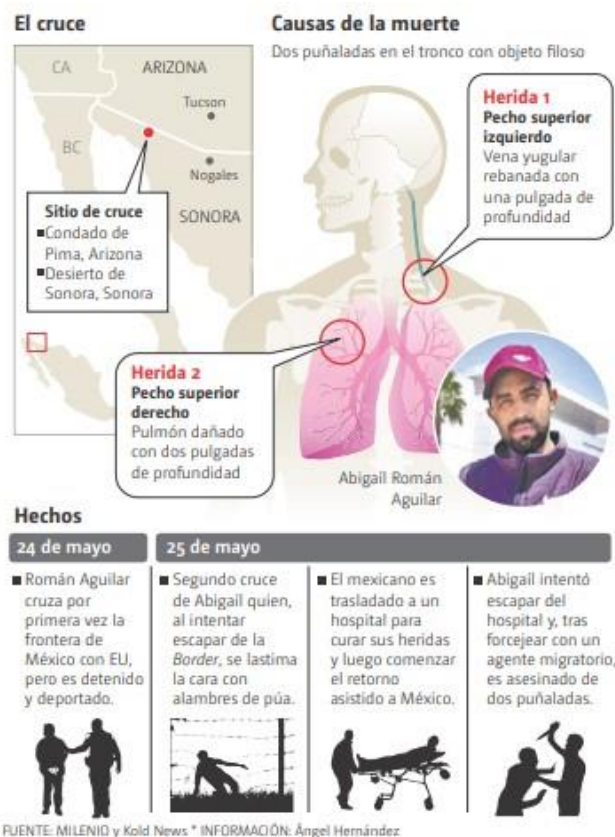 El cruce
CA
ARIZONA
Tucson
BC
Nogales
SONORA
Sitio de cruce
■Condado de
Pima, Arizona
■Desierto de
Sonora, Sonora
Causas de la muerte
Dos puñaladas en el tronco con objeto filoso
Herida 1
Pecho superior
izquierdo
Vena yugular
rebanada con
una pulgada de
profundidad
Herida 2
Pecho superior
derecho
Pulmón dañado
con dos pulgadas
de profundidad
Abigaíl Román
Aguilar
Hechos
24 de mayo
■ Román Aguilar
cruza por
primera vez la
frontera de
México con EU,
pero es detenido
y deportado.
25 de mayo
■ Segundo cruce
de Abigaíl quien,
al intentar
escapar de la
Border, se lastima
la cara con
alambres de púa.
■ El mexicano es
trasladado a un
hospital para
curar sus heridas
y luego comenzar
el retorno
asistido a México.
■ Abigaíl intentó
escapar del
hospital y, tras
forcejear con un
agente migratorio,
es asesinado de
dos puñaladas.
FUENTE: MILENIO y Kold News * INFORMACIÓN: Ángel Hernández